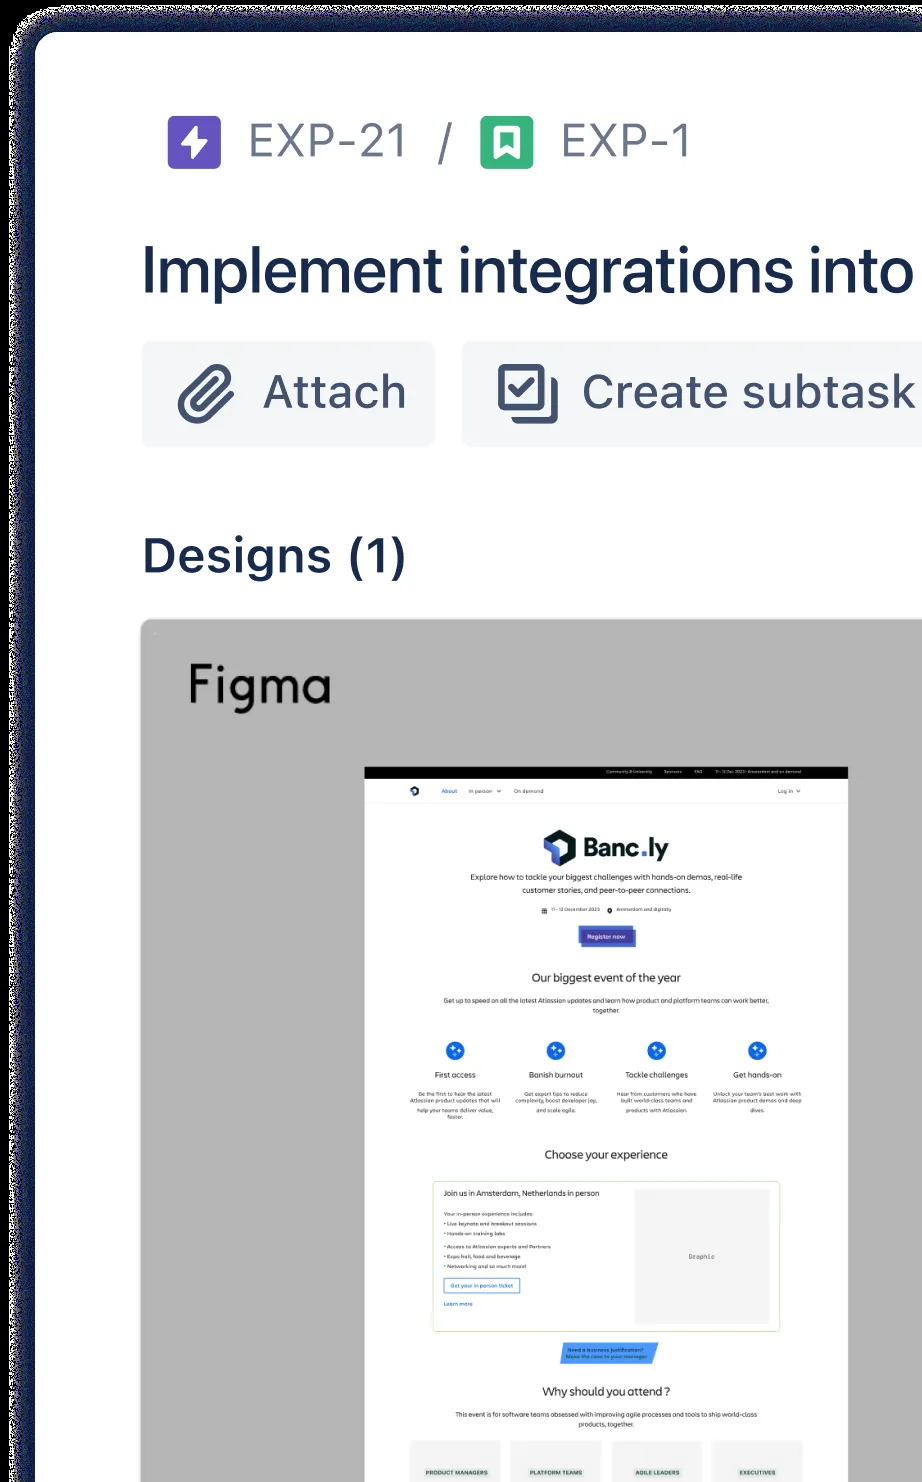 EXP-21 / EXP-1
Implement integrations into
Attach Create subtask
Designs (1)
Figma
Community & University Sponsors FAQ 11 - 12 Dec 2023 | Amsterdam and on demand
About In person On demand Log in
Banc.ly
Explore how to tackle your biggest challenges with hands-on demos, real-life
customer stories, and peer-to-peer connections.
11 - 12 December 2023 Amsterdam and digitally
Register now
Our biggest event of the year
Get up to speed on all the latest Atlassian updates and learn how product and platform teams can work better,
together.
First access Banish burnout Tackle challenges Get hands-on
Be the first to hear the latest Get expert tips to reduce Hear from customers who have Unlock your team's best work with
Atlassian product updates that will complexity, boost developer joy, built world-class teams and Atlassian product demos and deep
help your teams deliver value, and scale agile. products with Atlassian. dives.
faster.
Choose your experience
Join us in Amsterdam, Netherlands in person
Your in-person experience includes:
• Live keynote and breakout sessions
• Hands-on training labs
Graphic
• Access to Atlassian experts and Partners
• Expo hall, food and beverage
• Networking and so much more!
Get your in person ticket
Learn more
Need a business justification?
Make the case to your manager
Why should you attend ?
This event is for software teams obsessed with improving agile processes and tools to ship world-class
products, together.
PRODUCT MANAGERS PLATFORM TEAMS AGILE LEADERS EXECUTIVES